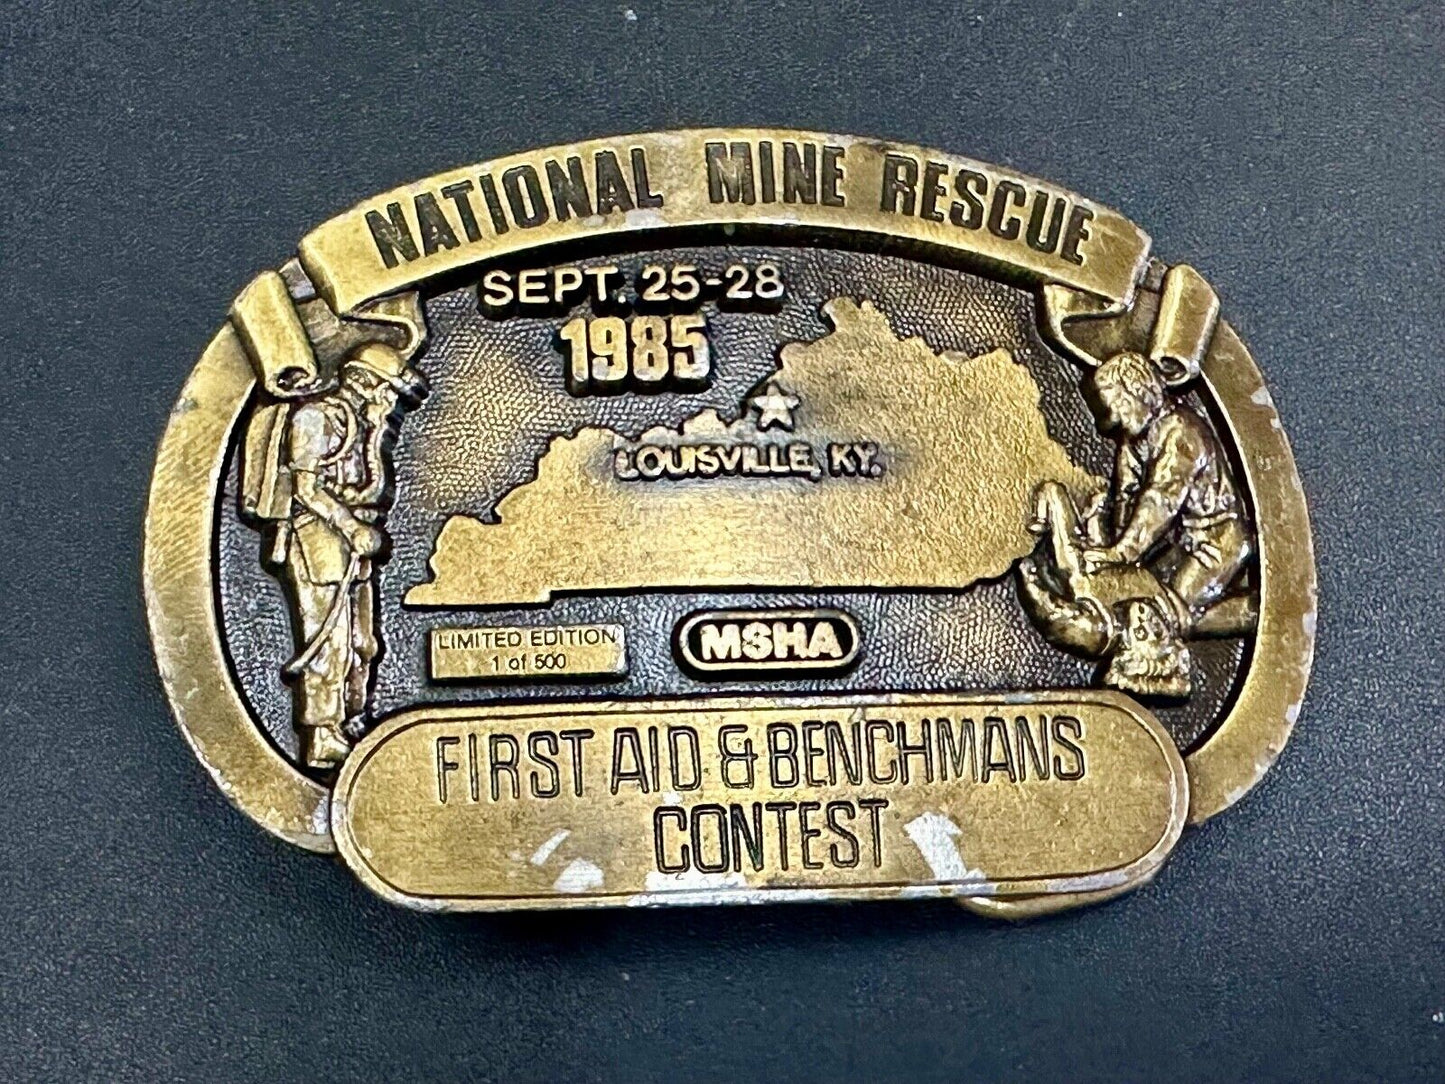 NATIONAL MINE RESCUE
SEPT. 25-28
1985
LOUISVILLE, KY.
LIMITED EDITION
1 of 500
MSHA
FIRST AID & BENCHMANS
CONTEST